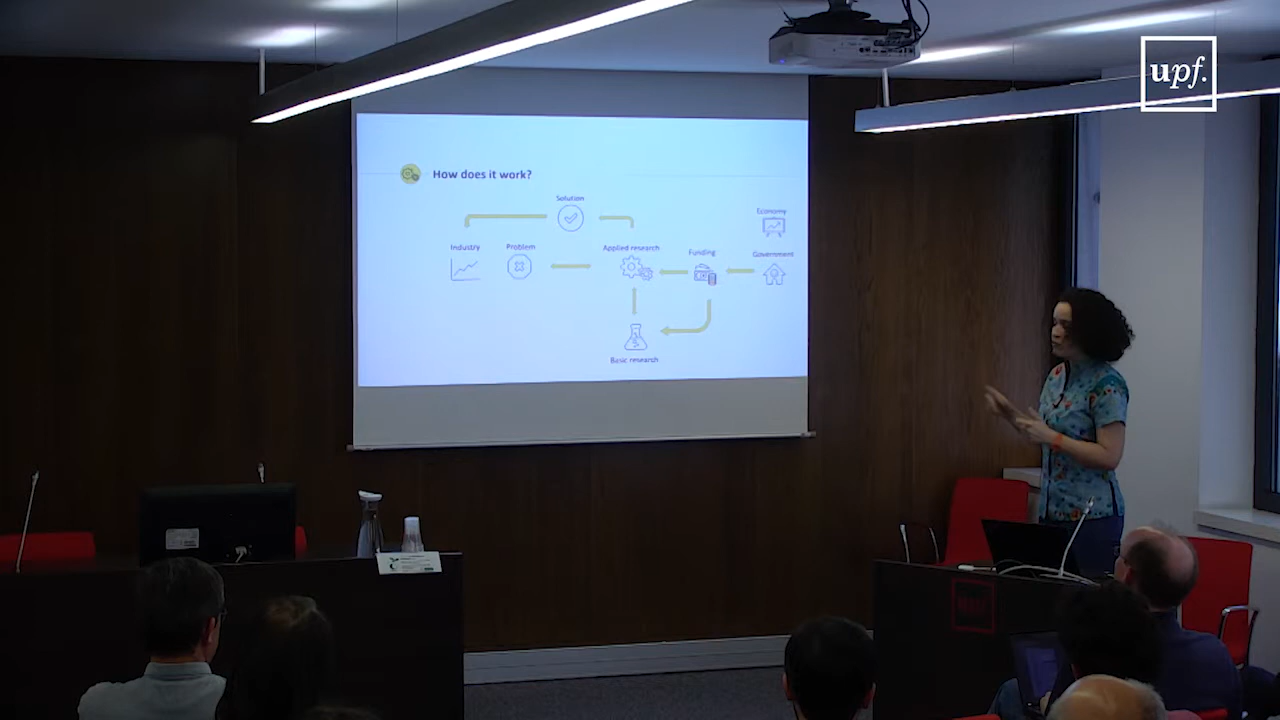 upf.
How does it work?
Solution
Economy
Industry
Problem
Applied research
Funding
Government
Basic research